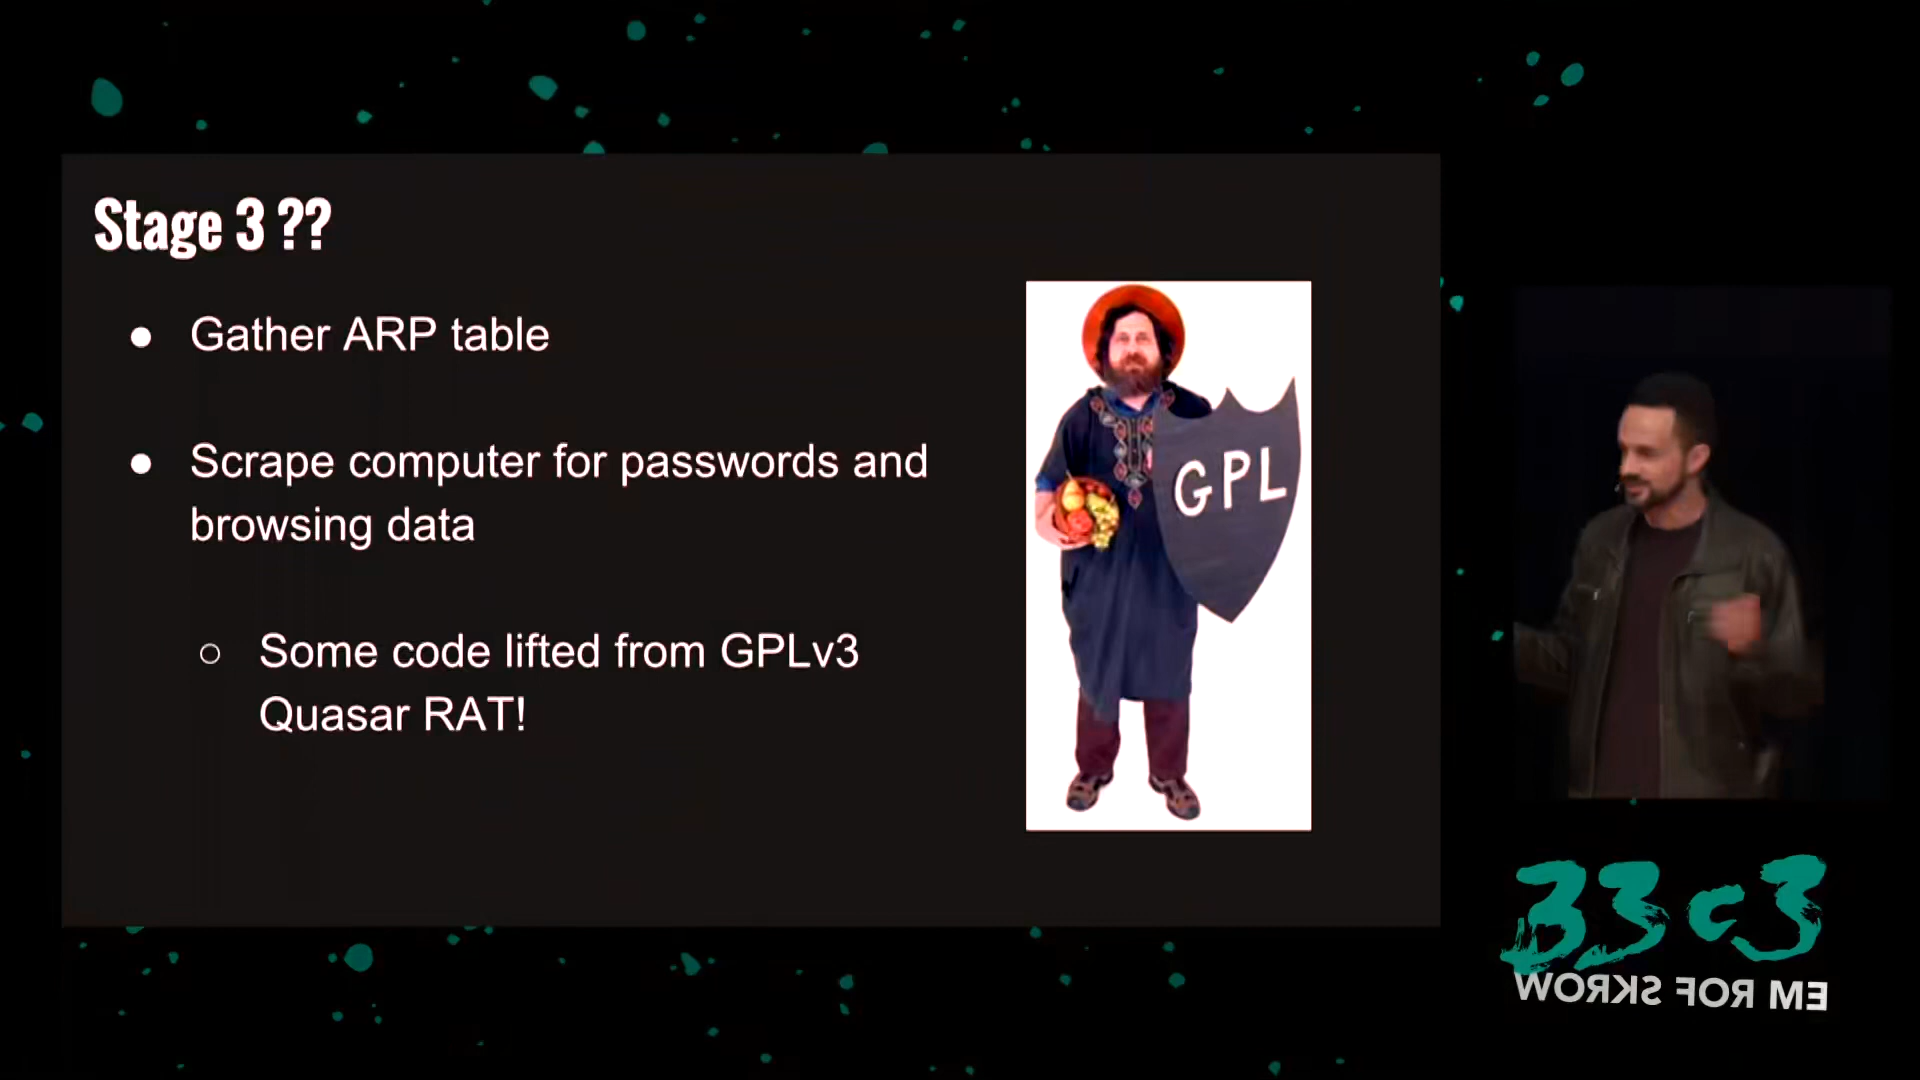 Stage 3 ??
● Gather ARP table
● Scrape computer for passwords and
browsing data
○ Some code lifted from GPLv3
Quasar RAT!
GPL
33c3
WORKS FOR ME